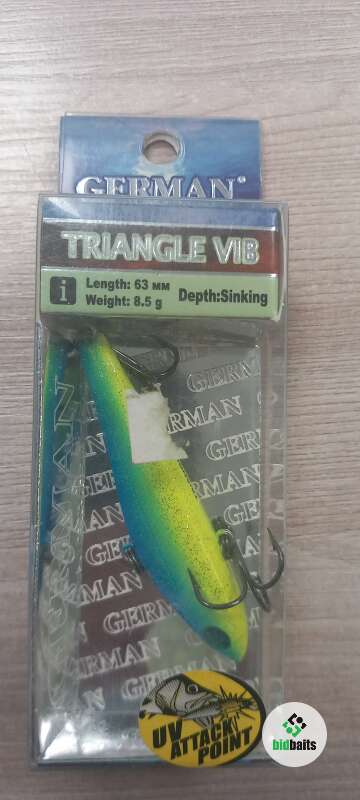 GERMAN®
TRIANGLE VIB
i
Length: 63 мм
Weight: 8.5 g
Depth:Sinking
GERMAN
GERMAN
GERMAN
GERMAN
GERMAN
GERMAN
UV
ATTACK
POINT
bidbaits